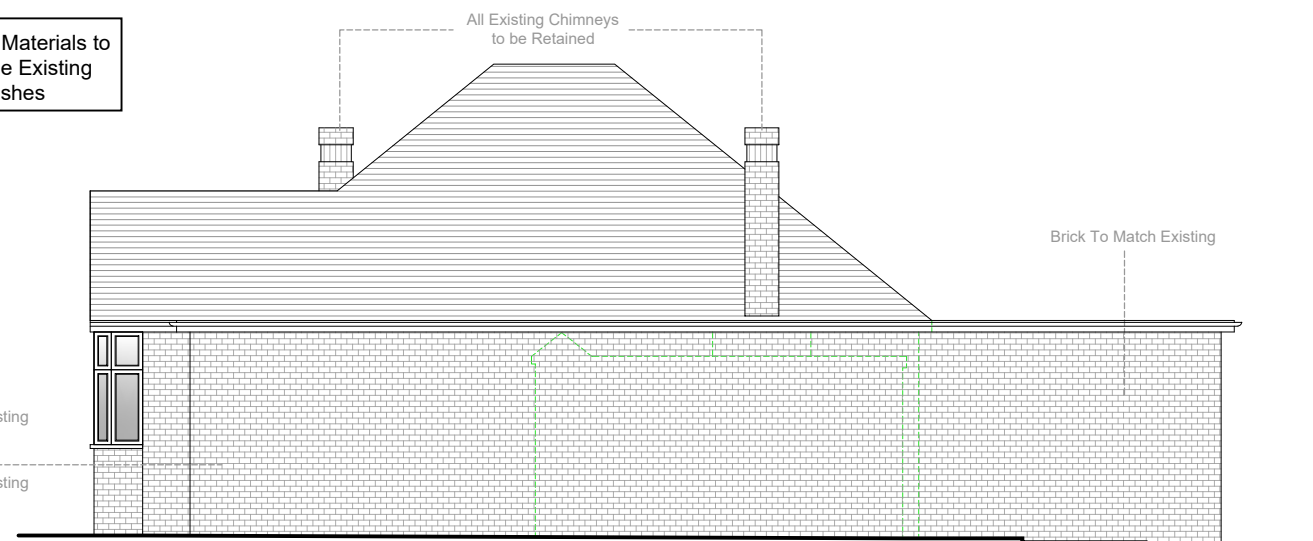 All Existing Chimneys
to be Retained
Materials to
e Existing
shes
Brick To Match Existing
sting
sting